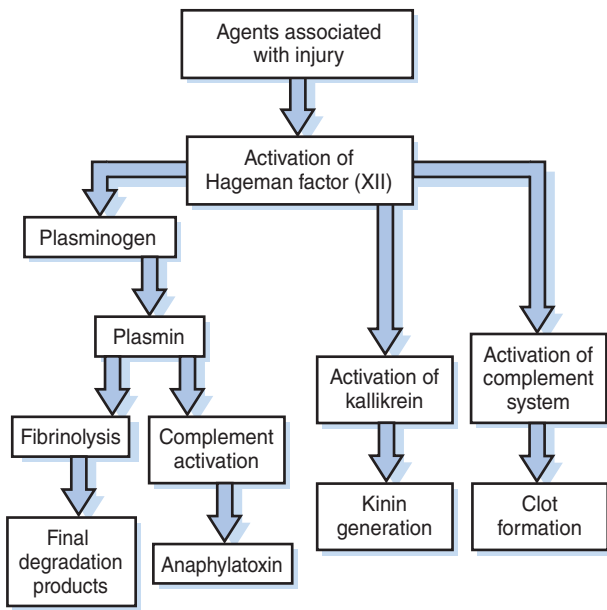 Agents associated
with injury
Activation of
Hageman factor (XII)
Plasminogen
Plasmin
Activation of
kallikrein
Activation of
complement
system
Fibrinolysis
Complement
activation
Kinin
generation
Clot
formation
Final
degradation
products
Anaphylatoxin